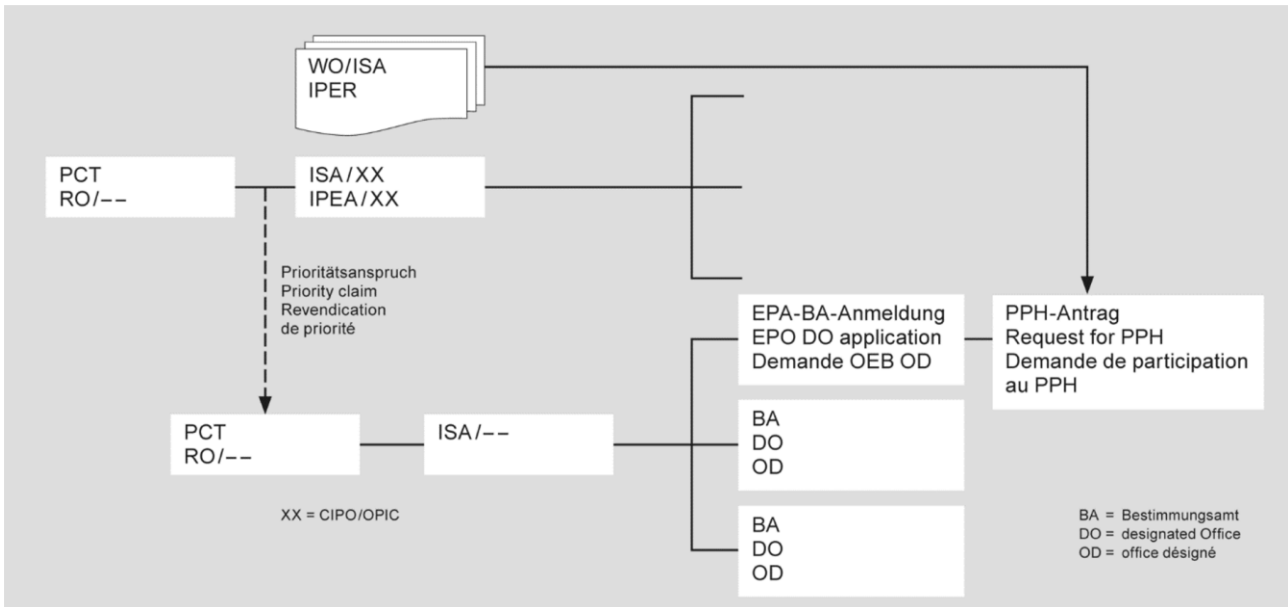 WO/ISA
IPER
PCT
RO/--
ISA/XX
IPEA/XX
Prioritätsanspruch
Priority claim
Revendication
de priorité
EPA-BA-Anmeldung
EPO DO application
Demande OEB OD
PPH-Antrag
Request for PPH
Demande de participation
au PPH
PCT
RO/--
ISA/--
BA
DO
OD
XX = CIPO/OPIC
BA
DO
OD
BA = Bestimmungsamt
DO = designated Office
OD = office désigné